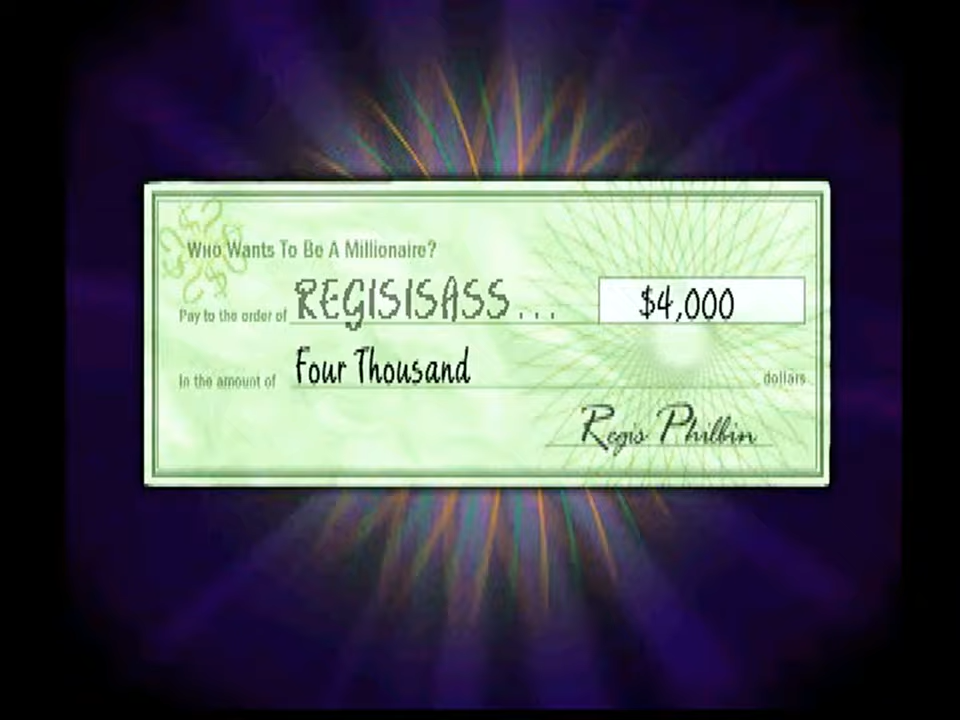 Who Wants To Be A Millionaire?
Pay to the order of REGISISASS... $4,000
In the amount of Four Thousand dollars
Regis Philbin